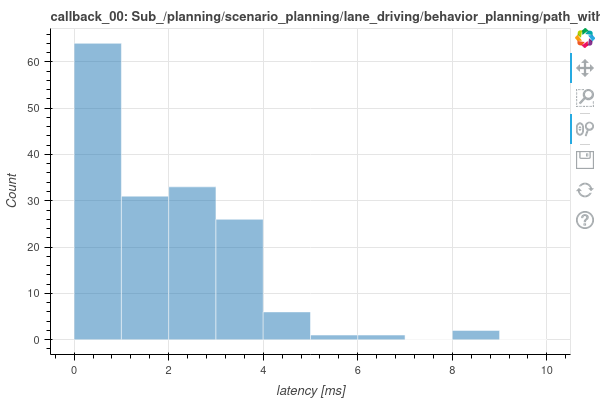 callback_00: Sub_/planning/scenario_planning/lane_driving/behavior_planning/path_with
60
50
40
30
20
10
0
Count
0 2 4 6 8 10
latency [ms]